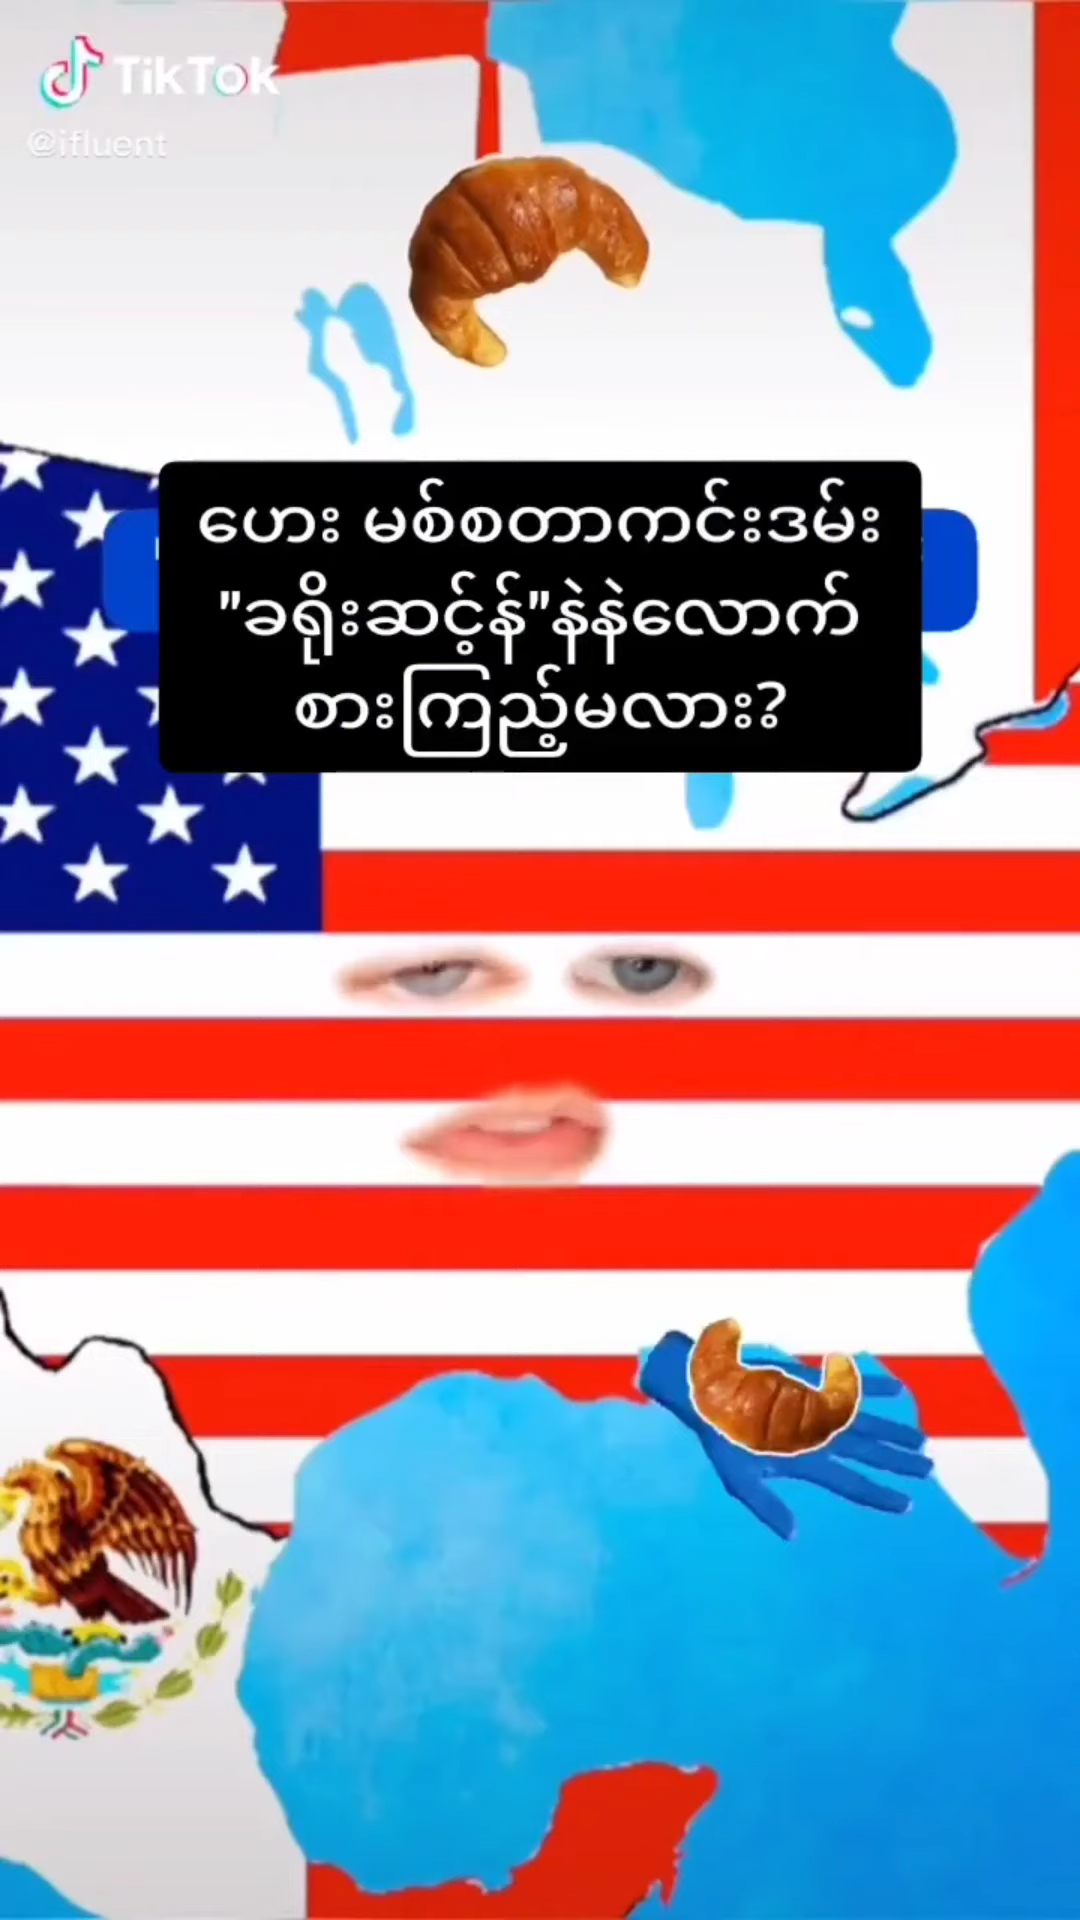 TikTok
@ifluent
ဟေး မစ်စတာကင်းဒမ်း
"ခရိုးဆင့်န်"နဲနဲလောက်
စားကြည့်မလား?